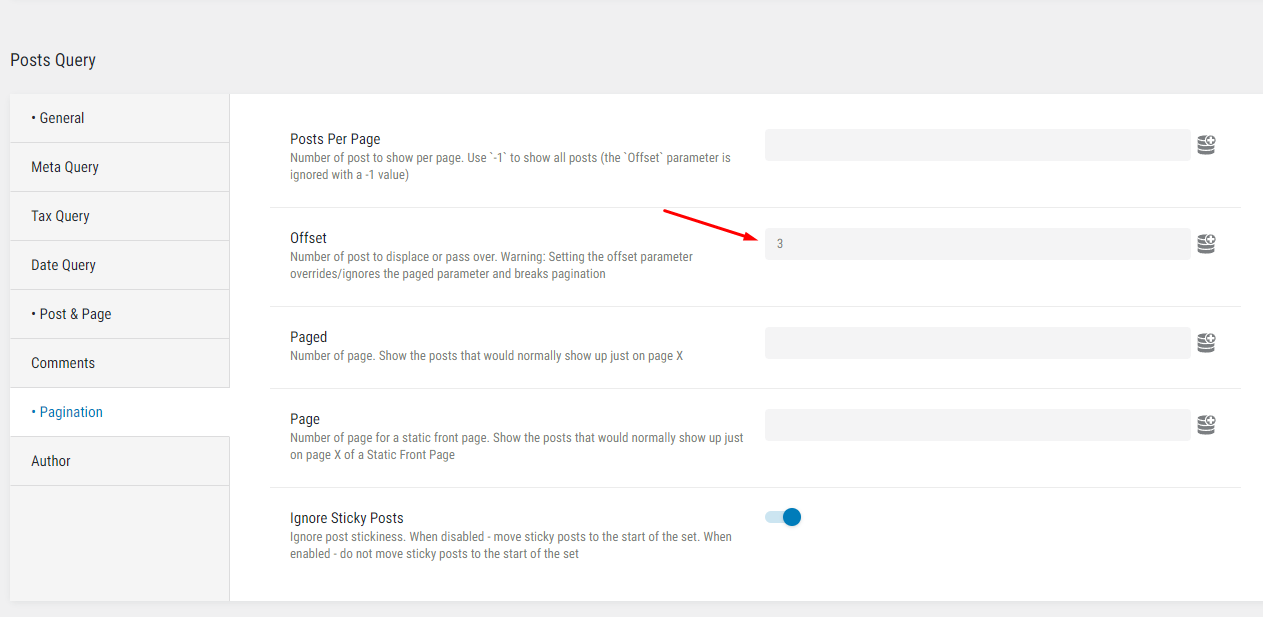 Posts Query
• General
Meta Query
Tax Query
Date Query
• Post & Page
Comments
• Pagination
Author
Posts Per Page
Number of post to show per page. Use `-1` to show all posts (the `Offset` parameter is
ignored with a -1 value)
Offset
Number of post to displace or pass over. Warning: Setting the offset parameter
overrides/ignores the paged parameter and breaks pagination
3
Paged
Number of page. Show the posts that would normally show up just on page X
Page
Number of page for a static front page. Show the posts that would normally show up just
on page X of a Static Front Page
Ignore Sticky Posts
Ignore post stickiness. When disabled - move sticky posts to the start of the set. When
enabled - do not move sticky posts to the start of the set